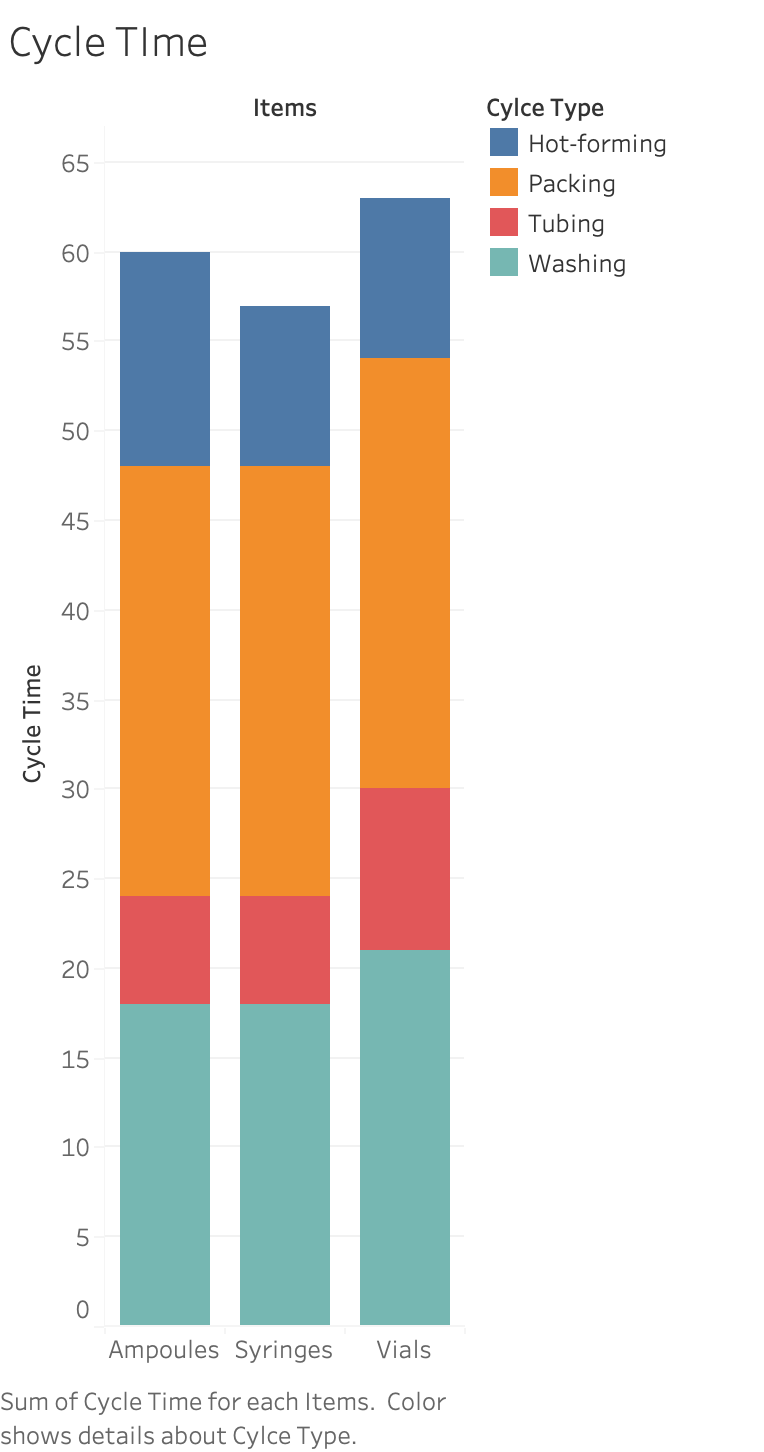 Cycle TIme
Items
Cylce Type
Hot-forming
Packing
Tubing
Washing
65
60
55
50
45
40
35
30
25
20
15
10
5
0
Cycle Time
Ampoules Syringes Vials
Sum of Cycle Time for each Items.  Color
shows details about Cylce Type.